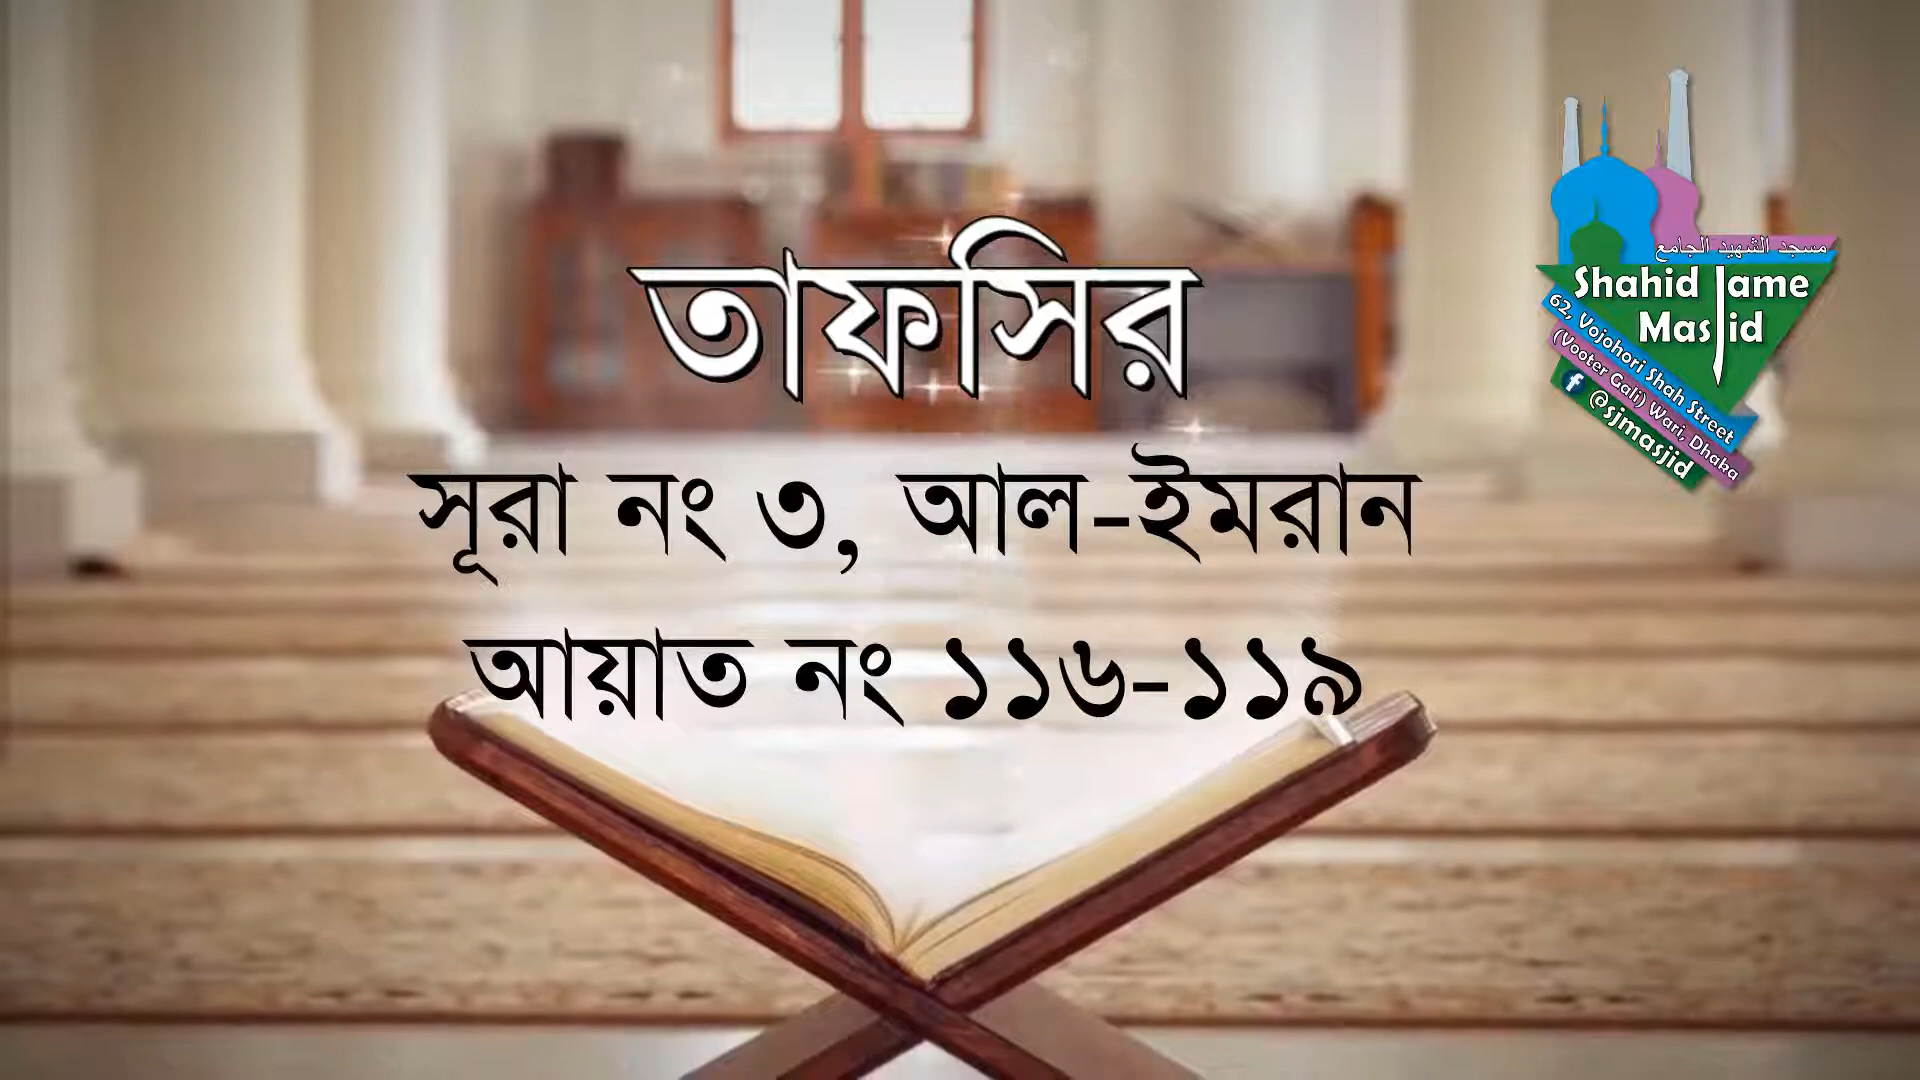 তাফসির
সূরা নং ৩, আল-ইমরান
আয়াত নং ১১৬-১১৯
مسجد الشهيد الجامع
Shahid Jame
Masjid
62, Vojohori Shah Street
(Vooter Gali) Wari, Dhaka
@sjmasjid